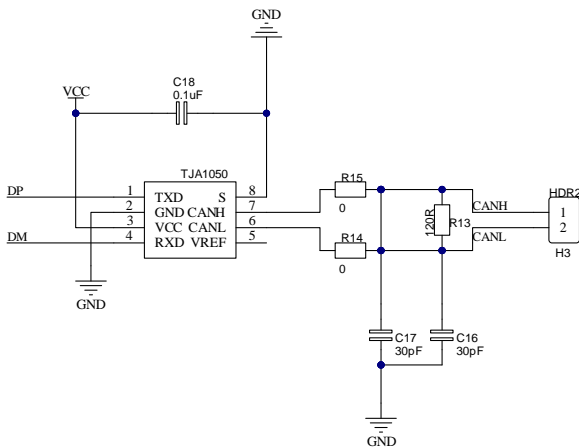 GND
C18
0.1uF
VCC
TJA1050
DP
1
TXD
S
8
2
GND
CANH
7
3
VCC
CANL
6
DM
4
RXD
VREF
5
GND
R15
0
R14
0
120R
R13
CANH
CANL
HDR2
1
2
H3
C17
30pF
C16
30pF
GND